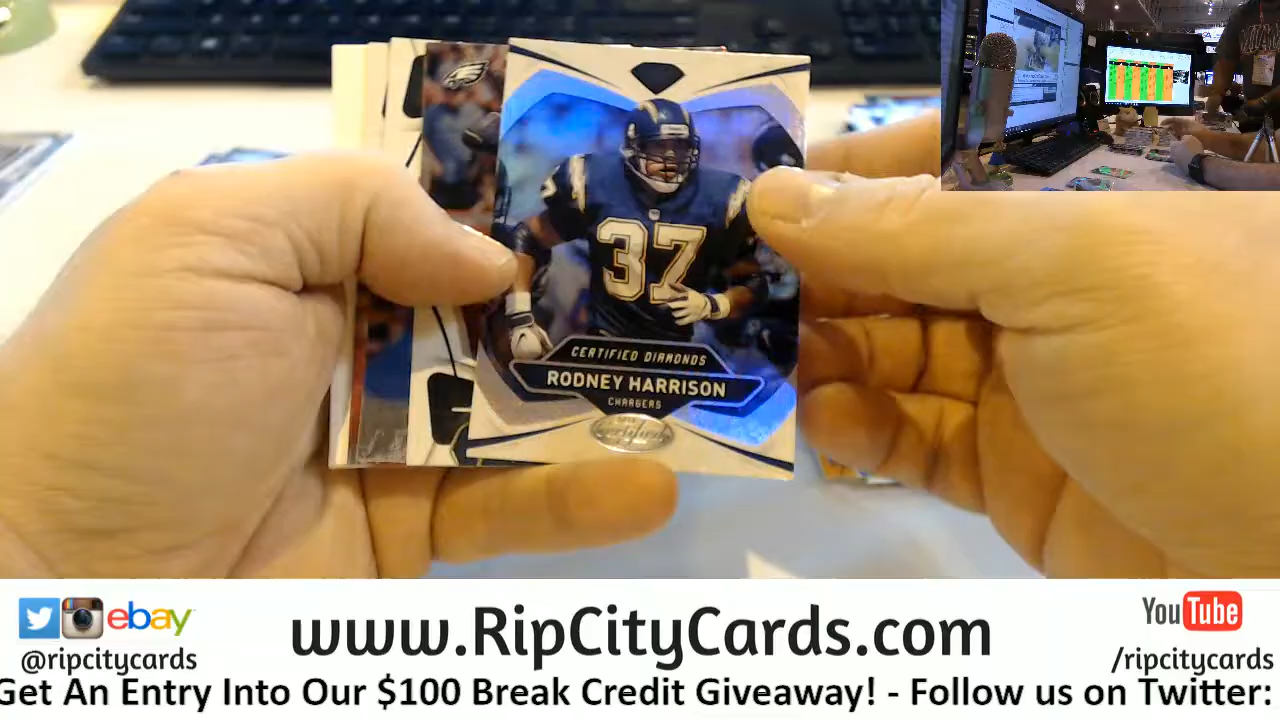 37
CERTIFIED DIAMONDS
RODNEY HARRISON
CHARGERS
Certified
ebay
www.RipCityCards.com
YouTube
@ripcitycards
/ripcitycards
Get An Entry Into Our $100 Break Credit Giveaway! - Follow us on Twitter: